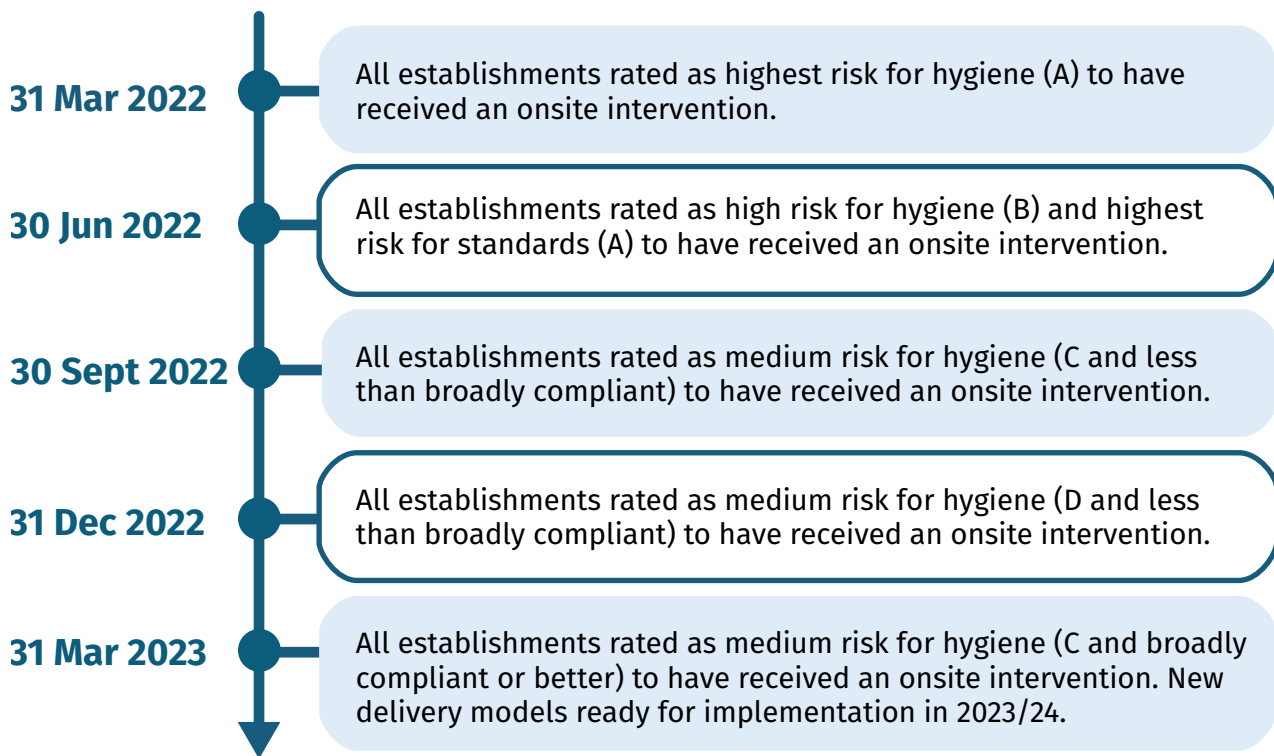 31 Mar 2022
All establishments rated as highest risk for hygiene (A) to have
received an onsite intervention.
30 Jun 2022
All establishments rated as high risk for hygiene (B) and highest
risk for standards (A) to have received an onsite intervention.
30 Sept 2022
All establishments rated as medium risk for hygiene (C and less
than broadly compliant) to have received an onsite intervention.
31 Dec 2022
All establishments rated as medium risk for hygiene (D and less
than broadly compliant) to have received an onsite intervention.
31 Mar 2023
All establishments rated as medium risk for hygiene (C and broadly
compliant or better) to have received an onsite intervention. New
delivery models ready for implementation in 2023/24.